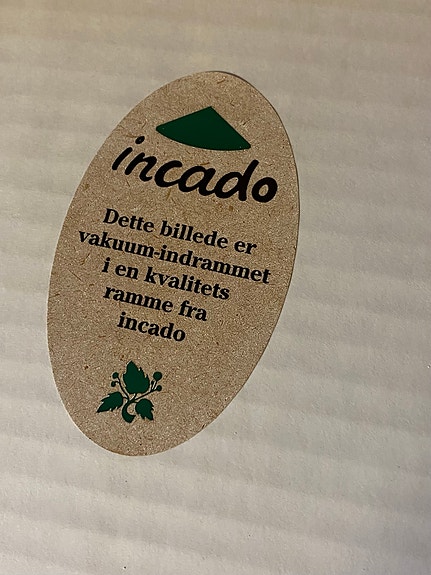 incado
Dette billede er
vakuum-indrammet
i en kvalitets
ramme fra
incado